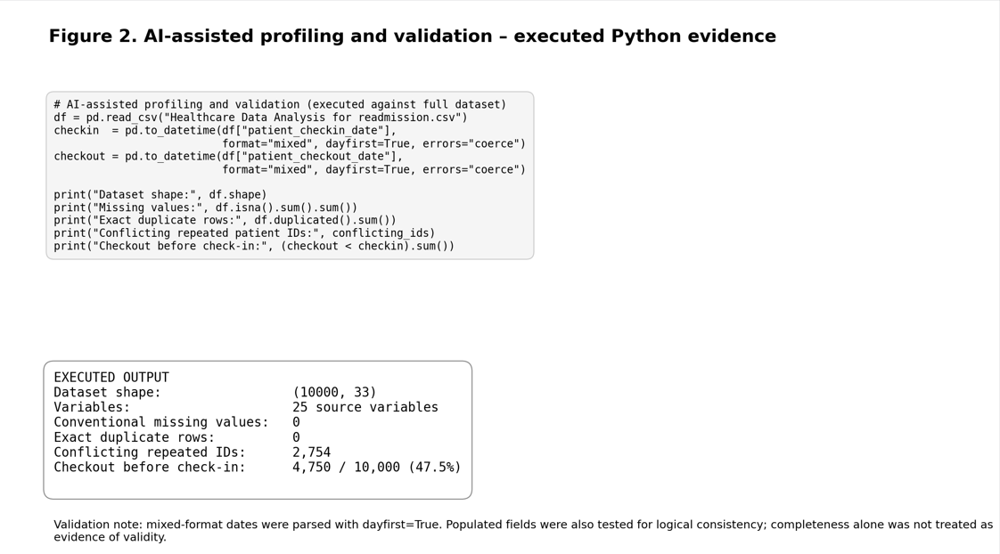 Figure 2. AI-assisted profiling and validation – executed Python evidence
# AI-assisted profiling and validation (executed against full dataset)
df = pd.read_csv("Healthcare Data Analysis for readmission.csv")
checkin  = pd.to_datetime(df["patient_checkin_date"],
                          format="mixed", dayfirst=True, errors="coerce")
checkout = pd.to_datetime(df["patient_checkout_date"],
                          format="mixed", dayfirst=True, errors="coerce")
print("Dataset shape:", df.shape)
print("Missing values:", df.isna().sum().sum())
print("Exact duplicate rows:", df.duplicated().sum())
print("Conflicting repeated patient IDs:", conflicting_ids)
print("Checkout before check-in:", (checkout < checkin).sum())
EXECUTED OUTPUT
Dataset shape:                 (10000, 33)
Variables:                     25 source variables
Conventional missing values:   0
Exact duplicate rows:          0
Conflicting repeated IDs:      2,754
Checkout before check-in:      4,750 / 10,000 (47.5%)
Validation note: mixed-format dates were parsed with dayfirst=True. Populated fields were also tested for logical consistency; completeness alone was not treated as
evidence of validity.